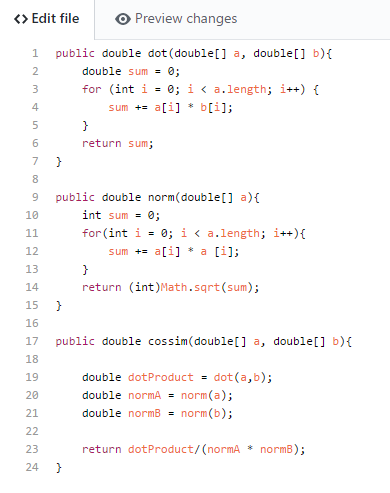 <> Edit file Preview changes
1 public double dot(double[] a, double[] b){
2 double sum = 0;
3 for (int i = 0; i < a.length; i++) {
4 sum += a[i] * b[i];
5 }
6 return sum;
7 }
8
9 public double norm(double[] a){
10 int sum = 0;
11 for(int i = 0; i < a.length; i++){
12 sum += a[i] * a [i];
13 }
14 return (int)Math.sqrt(sum);
15 }
16
17 public double cossim(double[] a, double[] b){
18
19 double dotProduct = dot(a,b);
20 double normA = norm(a);
21 double normB = norm(b);
22
23 return dotProduct/(normA * normB);
24 }